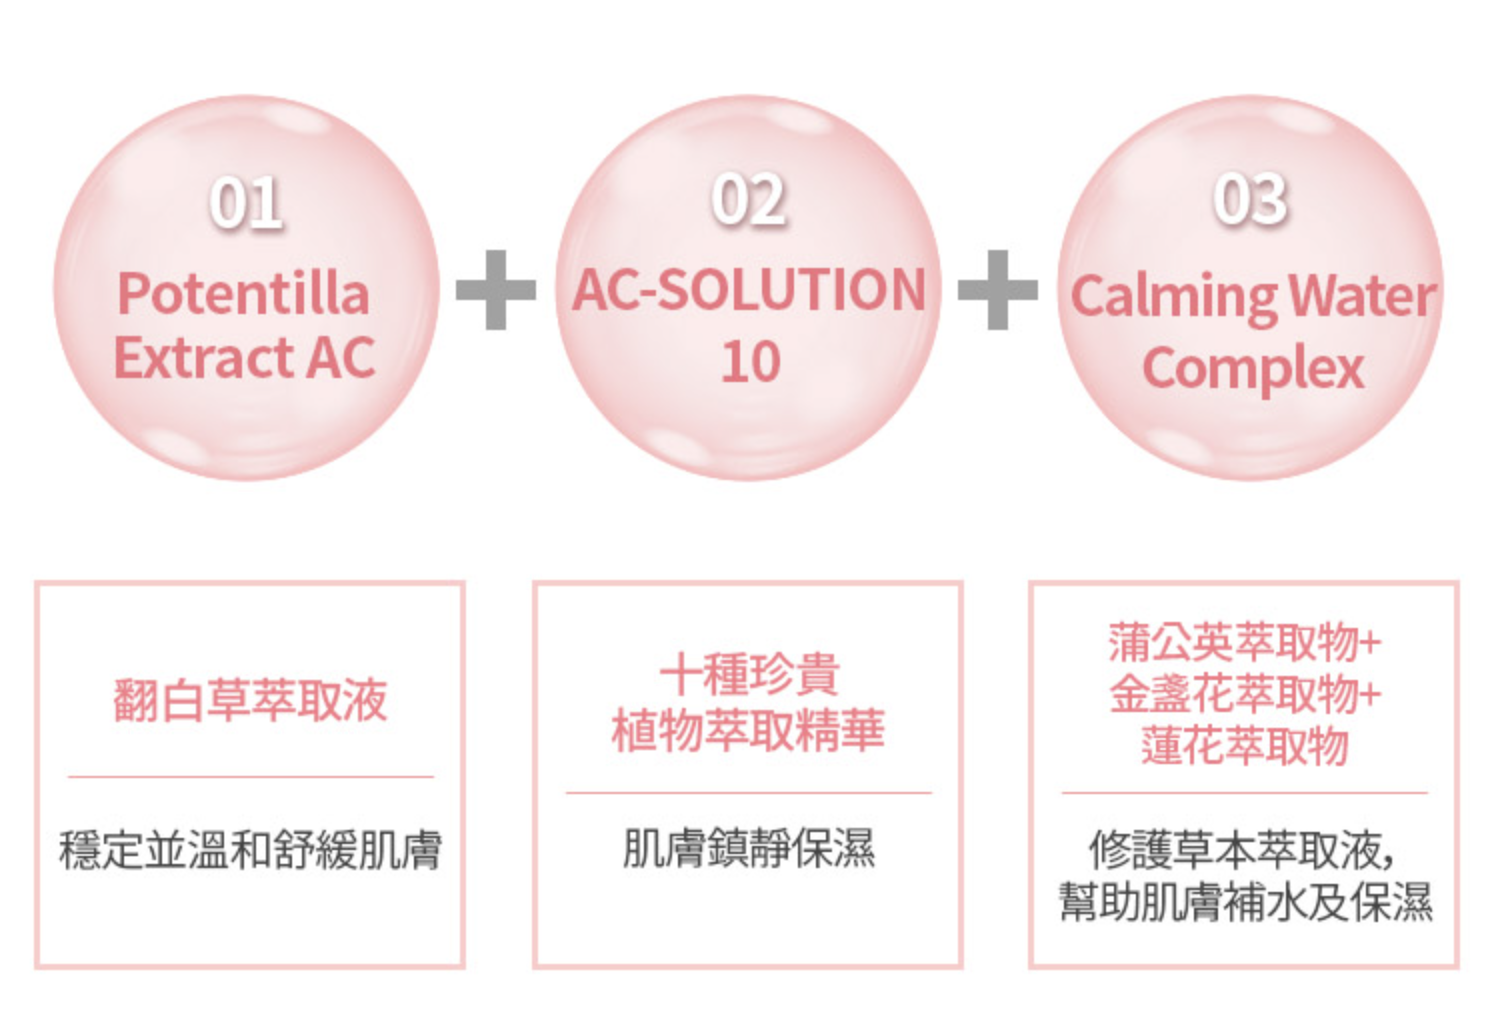 01
Potentilla
Extract AC
02
AC-SOLUTION
10
03
Calming Water
Complex
翻白草萃取液
穩定並溫和舒緩肌膚
十種珍貴
植物萃取精華
肌膚鎮靜保濕
蒲公英萃取物+
金盞花萃取物+
蓮花萃取物
修護草本萃取液,
幫助肌膚補水及保濕